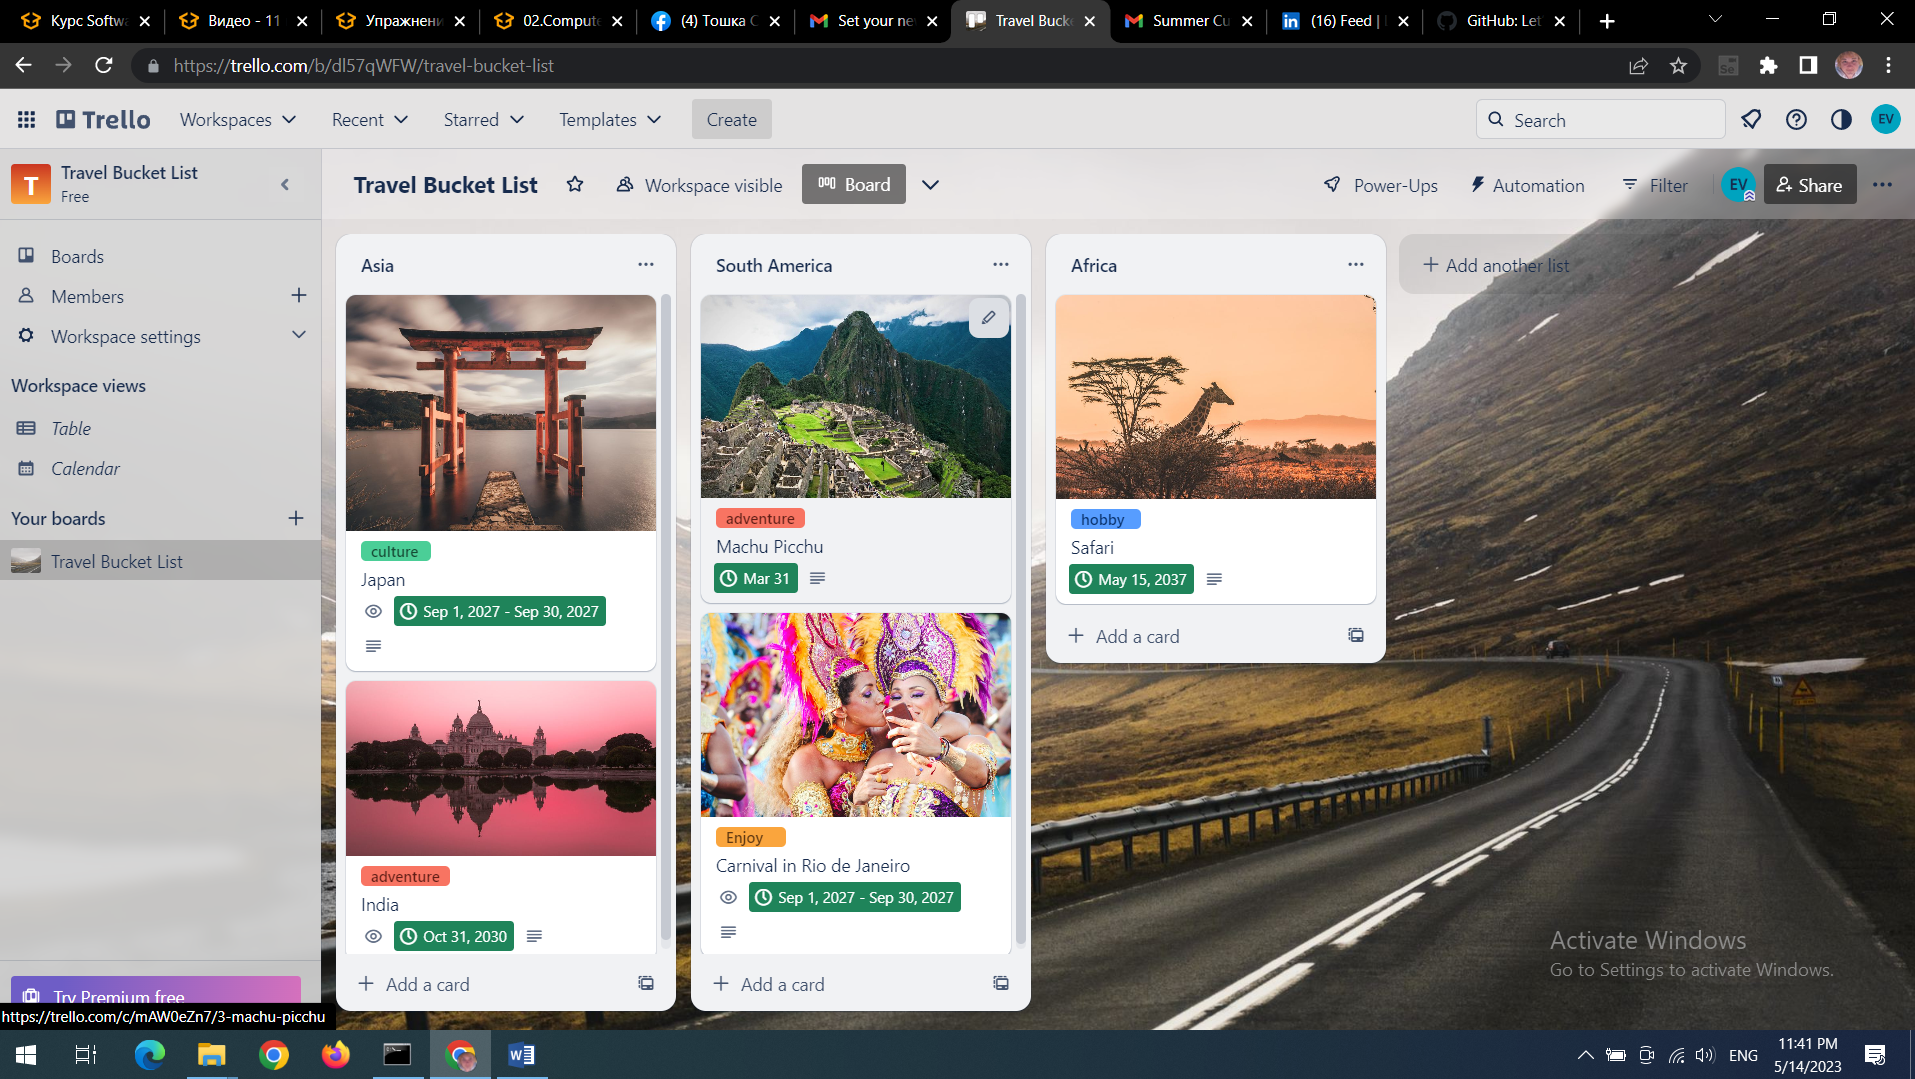 Курс Softwa
Видео - 11
Упражнени
02.Compute
(4) Тошка С
Set your ne
Travel Buck
Summer Cu
(16) Feed |
GitHub: Let
https://trello.com/b/dl57qWFW/travel-bucket-list
Trello
Workspaces
Recent
Starred
Templates
Create
Search
EV
T
Travel Bucket List
Free
Travel Bucket List
Workspace visible
Board
Power-Ups
Automation
Filter
EV
Share
Boards
Members
Workspace settings
Workspace views
Table
Calendar
Your boards
Travel Bucket List
Try Premium free
https://trello.com/c/mAW0eZn7/3-machu-picchu
Asia
culture
Japan
Sep 1, 2027 - Sep 30, 2027
adventure
India
Oct 31, 2030
Add a card
South America
adventure
Machu Picchu
Mar 31
Enjoy
Carnival in Rio de Janeiro
Sep 1, 2027 - Sep 30, 2027
Add a card
Africa
hobby
Safari
May 15, 2037
Add a card
Add another list
Activate Windows
Go to Settings to activate Windows.
ENG
11:41 PM
5/14/2023